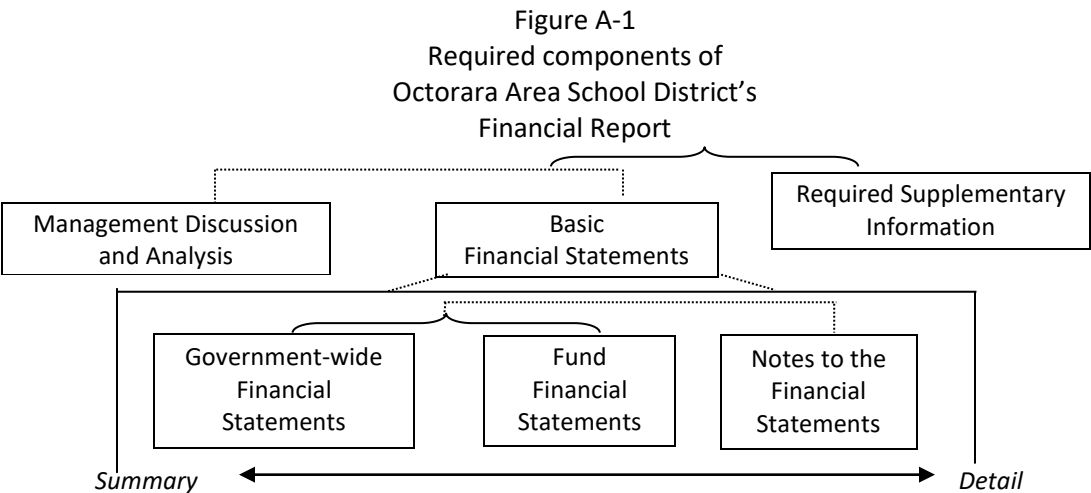 Figure A-1
Required components of
Octorara Area School District’s
Financial Report
Management Discussion
and Analysis
Basic
Financial Statements
Required Supplementary
Information
Government-wide
Financial
Statements
Fund
Financial
Statements
Notes to the
Financial
Statements
Summary
Detail